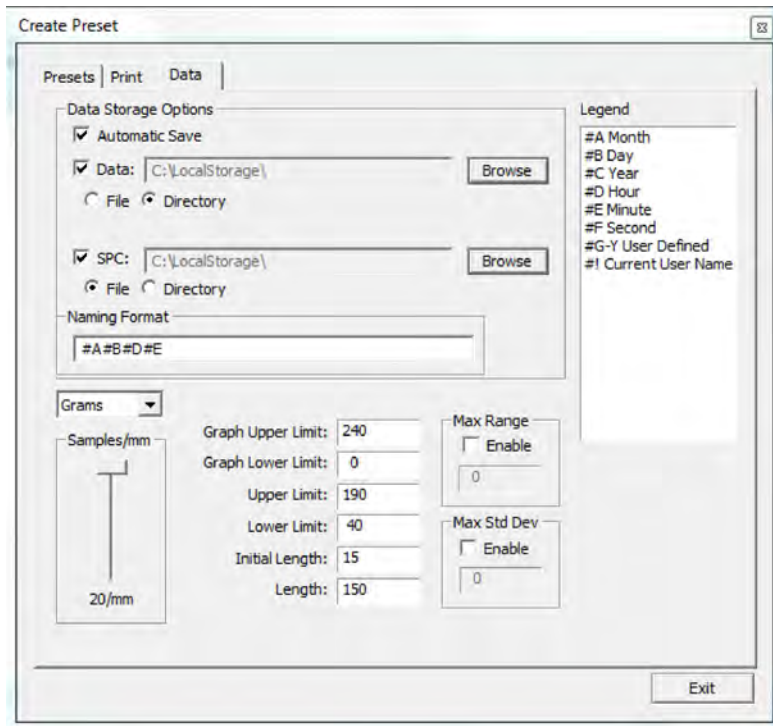 Create Preset
Presets Print Data
Data Storage Options
Automatic Save
Data: C:\LocalStorage\ Browse
File Directory
SPC: C:\LocalStorage\ Browse
File Directory
Naming Format
#A#B#D#E
Legend
#A Month
#B Day
#C Year
#D Hour
#E Minute
#F Second
#G-Y User Defined
#! Current User Name
Grams
Samples/mm
20/mm
Graph Upper Limit: 240
Graph Lower Limit: 0
Upper Limit: 190
Lower Limit: 40
Initial Length: 15
Length: 150
Max Range
Enable
0
Max Std Dev
Enable
0
Exit